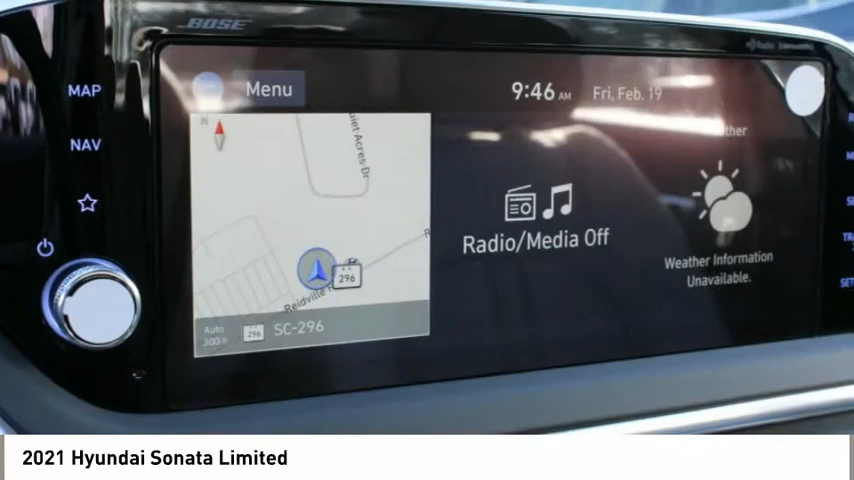 BOSE
MAP
NAV
Menu
9:46 AM Fri, Feb. 19
uiet Acres Dr
Radio/Media Off
Weather Information
Unavailable.
296
Reidville
Auto
300 ft
296
SC-296
2021 Hyundai Sonata Limited